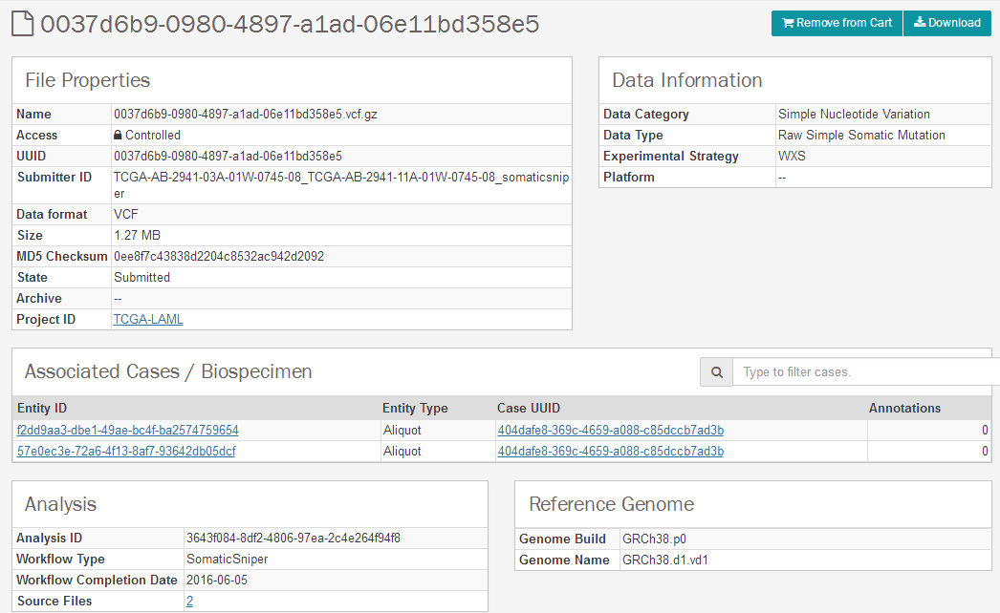 0037d6b9-0980-4897-a1ad-06e11bd358e5
Remove from Cart
Download
File Properties
Name 0037d6b9-0980-4897-a1ad-06e11bd358e5.vcf.gz
Access Controlled
UUID 0037d6b9-0980-4897-a1ad-06e11bd358e5
Submitter ID TCGA-AB-2941-03A-01W-0745-08_TCGA-AB-2941-11A-01W-0745-08_somaticsnip
er
Data format VCF
Size 1.27 MB
MD5 Checksum 0ee8f7c43838d2204c8532ac942d2092
State Submitted
Archive --
Project ID TCGA-LAML
Data Information
Data Category Simple Nucleotide Variation
Data Type Raw Simple Somatic Mutation
Experimental Strategy WXS
Platform --
Associated Cases / Biospecimen
Type to filter cases.
Entity ID Entity Type Case UUID Annotations
f2dd9aa3-dbe1-49ae-bc4f-ba2574759654 Aliquot 404dafe8-369c-4659-a088-c85dccb7ad3b 0
57e0ec3e-72a6-4f13-8af7-93642db05dcf Aliquot 404dafe8-369c-4659-a088-c85dccb7ad3b 0
Analysis
Analysis ID 3643f084-8df2-4806-97ea-2c4e264f94f8
Workflow Type SomaticSniper
Workflow Completion Date 2016-06-05
Source Files 2
Reference Genome
Genome Build GRCh38.p0
Genome Name GRCh38.d1.vd1